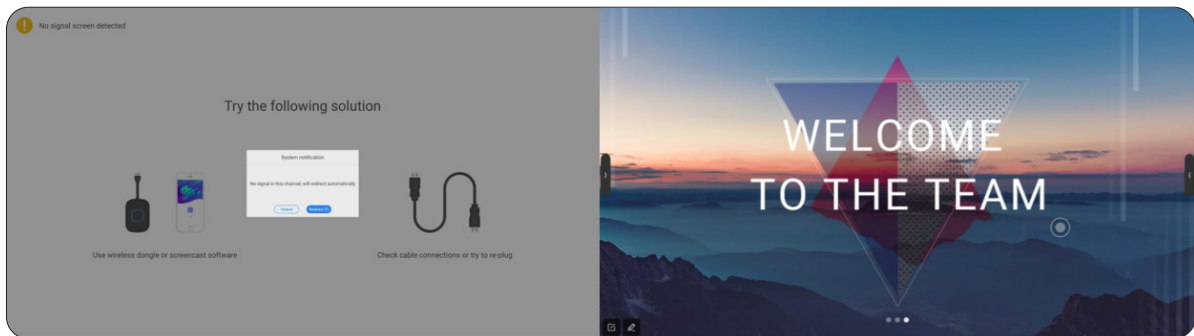 No signal screen detected
Try the following solution
System notification
No signal in this channel, will redirect automatically
Cancel
Use wireless dongle or screencast software
Check cable connections or try to re-plug
WELCOME
TO THE TEAM